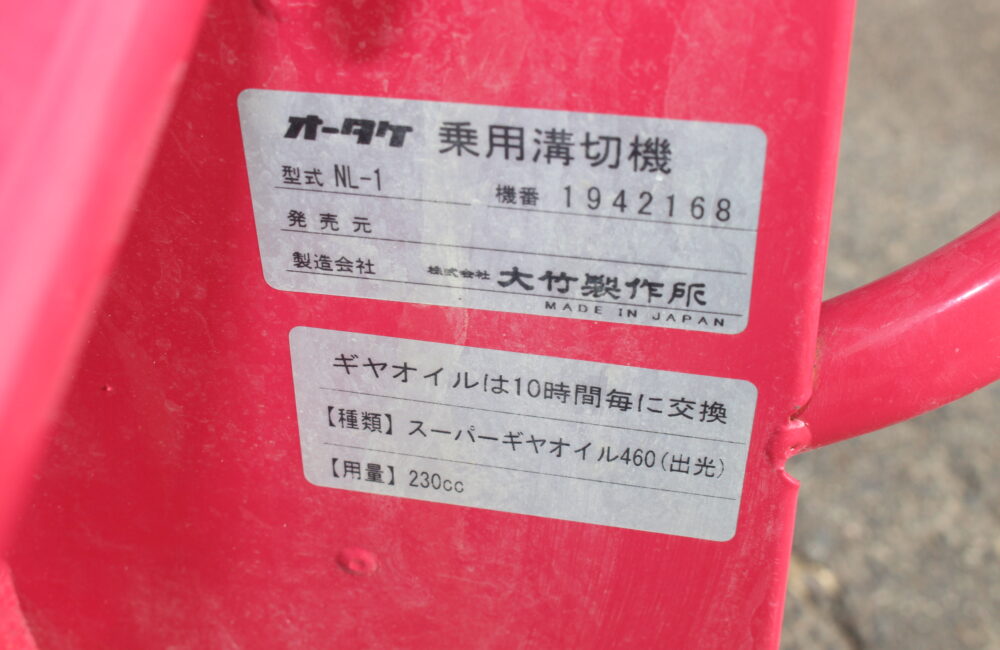 オータケ 乗用溝切機
型式 NL-1 機番 1942168
発売元
製造会社 株式会社 大竹製作所
MADE IN JAPAN
ギヤオイルは10時間毎に交換
【種類】スーパーギヤオイル460(出光)
【用量】230cc